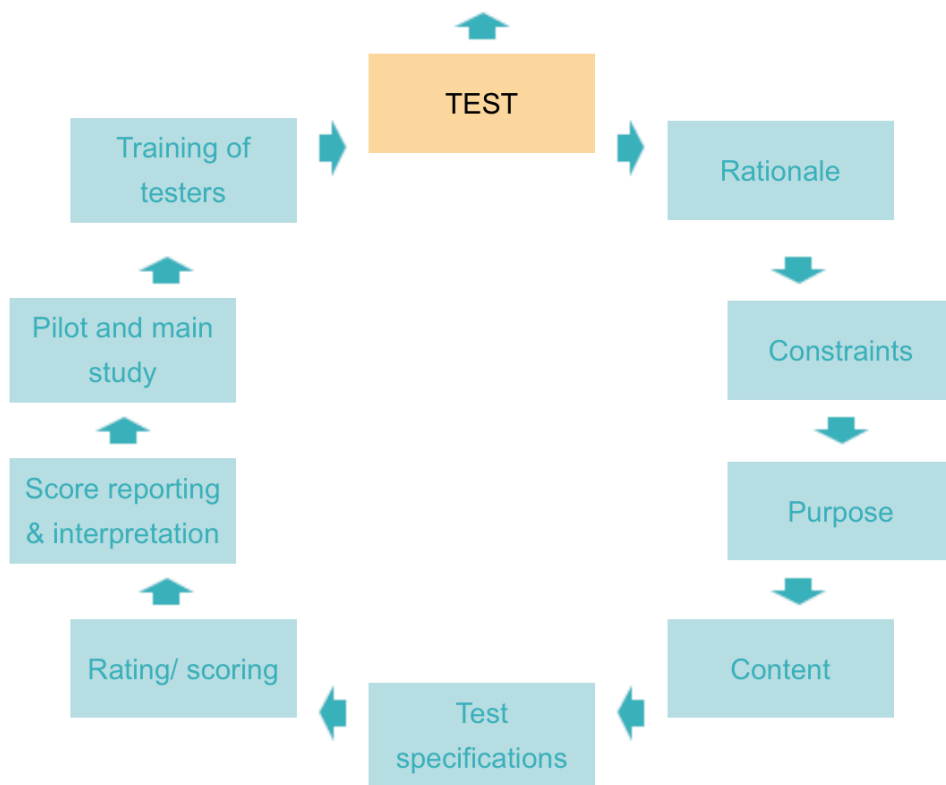 TEST
Rationale
Constraints
Purpose
Content
Test
specifications
Rating/ scoring
Score reporting
& interpretation
Pilot and main
study
Training of
testers